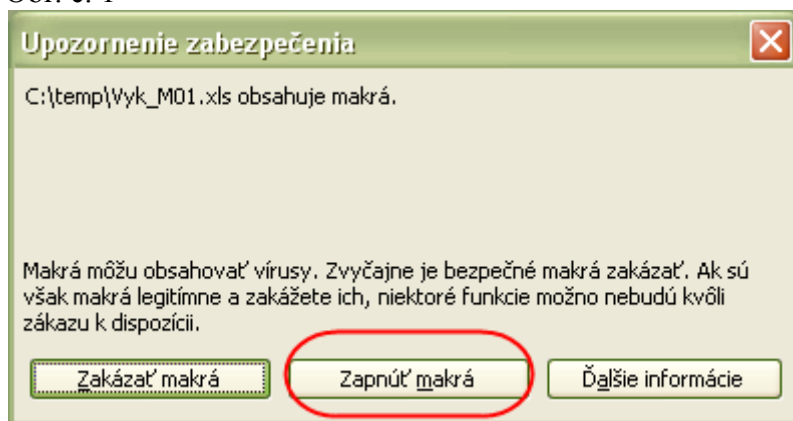 Obr. č. 1
Upozornenie zabezpečenia
C:\temp\Vyk_M01.xls obsahuje makrá.
Makrá môžu obsahovať vírusy. Zvyčajne je bezpečné makrá zakázať. Ak sú
však makrá legitímne a zakážete ich, niektoré funkcie možno nebudú kvôli
zákazu k dispozícii.
Zakázať makrá Zapnúť makrá Ďalšie informácie